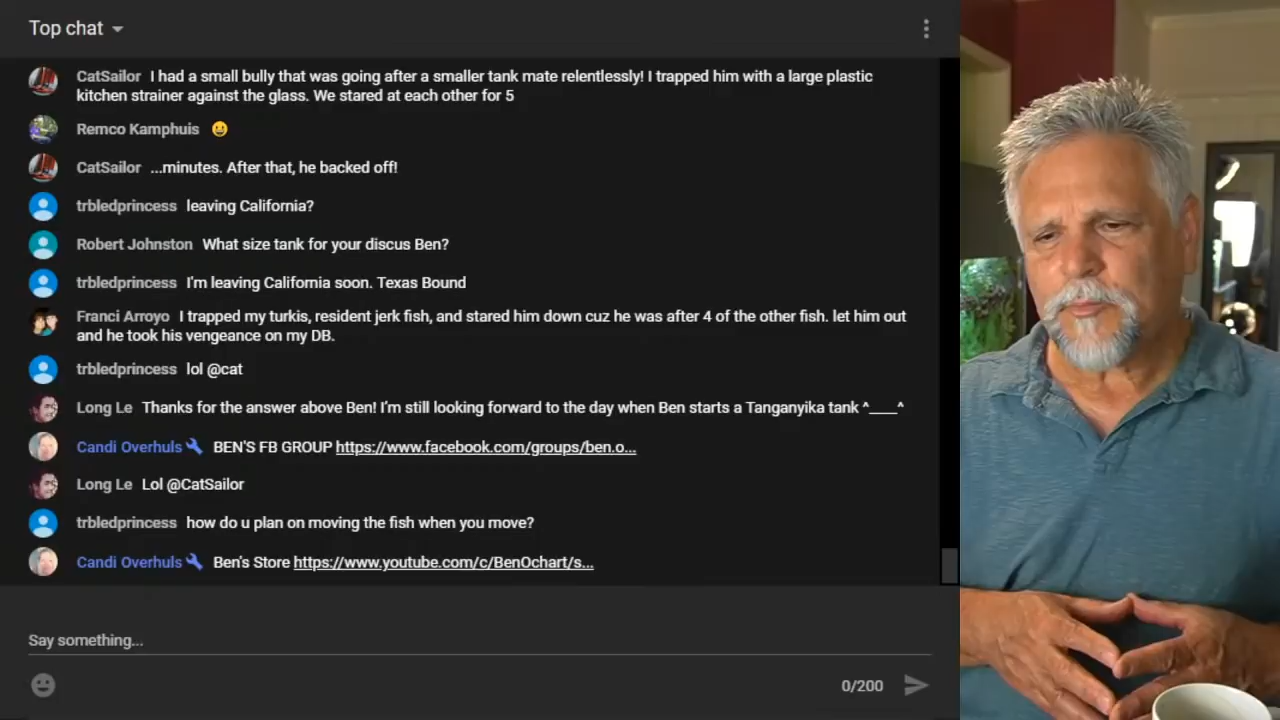 Top chat
CatSailor I had a small bully that was going after a smaller tank mate relentlessly! I trapped him with a large plastic
kitchen strainer against the glass. We stared at each other for 5
Remco Kamphuis 😀
CatSailor ...minutes. After that, he backed off!
trbledprincess leaving California?
Robert Johnston What size tank for your discus Ben?
trbledprincess I'm leaving California soon. Texas Bound
Franci Arroyo I trapped my turkis, resident jerk fish, and stared him down cuz he was after 4 of the other fish. let him out
and he took his vengeance on my DB.
trbledprincess lol @cat
Long Le Thanks for the answer above Ben! I'm still looking forward to the day when Ben starts a Tanganyika tank ^____^
Candi Overhuls BEN'S FB GROUP https://www.facebook.com/groups/ben.o...
Long Le Lol @CatSailor
trbledprincess how do u plan on moving the fish when you move?
Candi Overhuls Ben's Store https://www.youtube.com/c/BenOchart/s...
Say something...
0/200